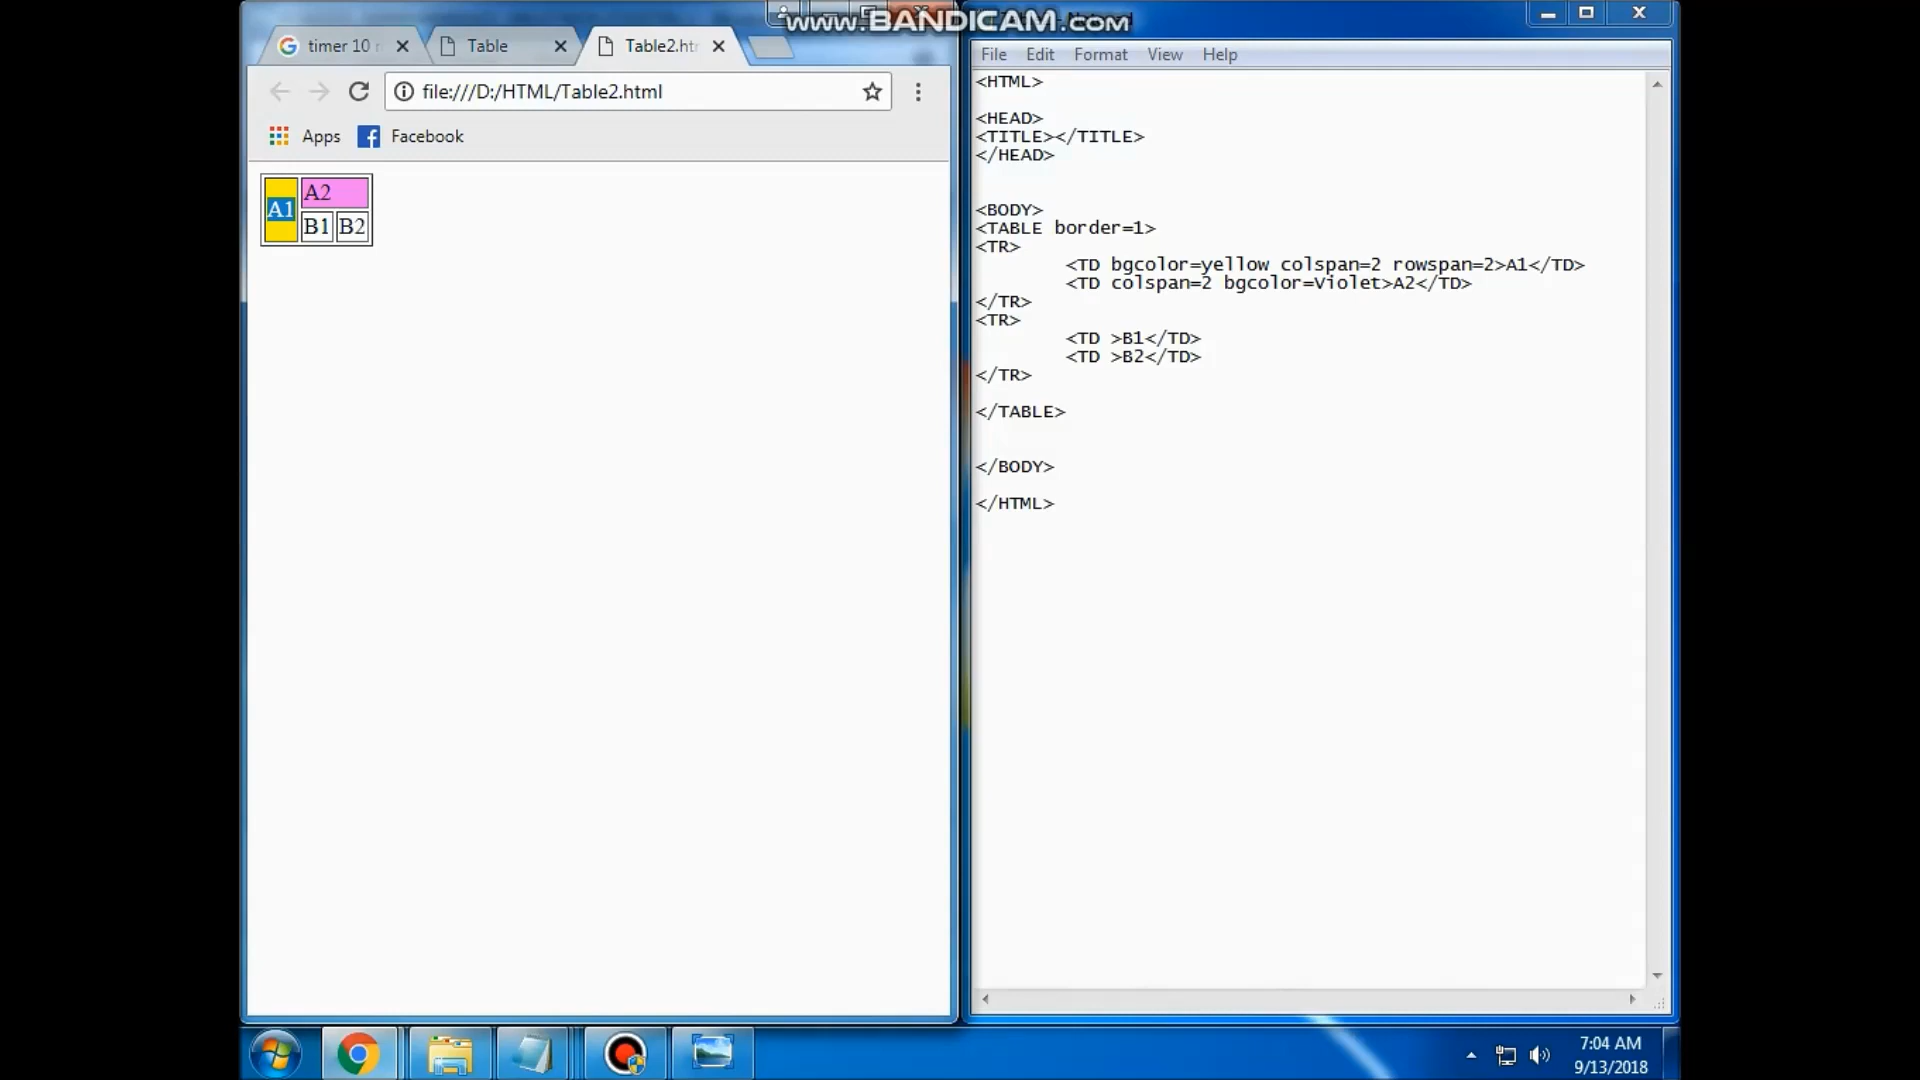 www.BANDICAM.com
timer 10
Table
Table2.htm
file:///D:/HTML/Table2.html
Apps
Facebook
A1
A2
B1
B2
File
Edit
Format
View
Help
<HTML>
<HEAD>
<TITLE></TITLE>
</HEAD>
<BODY>
<TABLE border=1>
<TR>
<TD bgcolor=yellow colspan=2 rowspan=2>A1</TD>
<TD colspan=2 bgcolor=Violet>A2</TD>
</TR>
<TR>
<TD >B1</TD>
<TD >B2</TD>
</TR>
</TABLE>
</BODY>
</HTML>
7:04 AM
9/13/2018